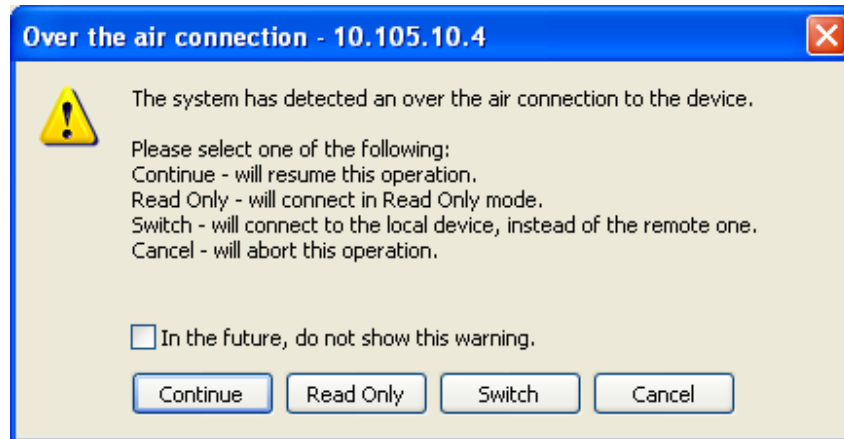 Over the air connection - 10.105.10.4
The system has detected an over the air connection to the device.
Please select one of the following:
Continue - will resume this operation.
Read Only - will connect in Read Only mode.
Switch - will connect to the local device, instead of the remote one.
Cancel - will abort this operation.
In the future, do not show this warning.
Continue Read Only Switch Cancel